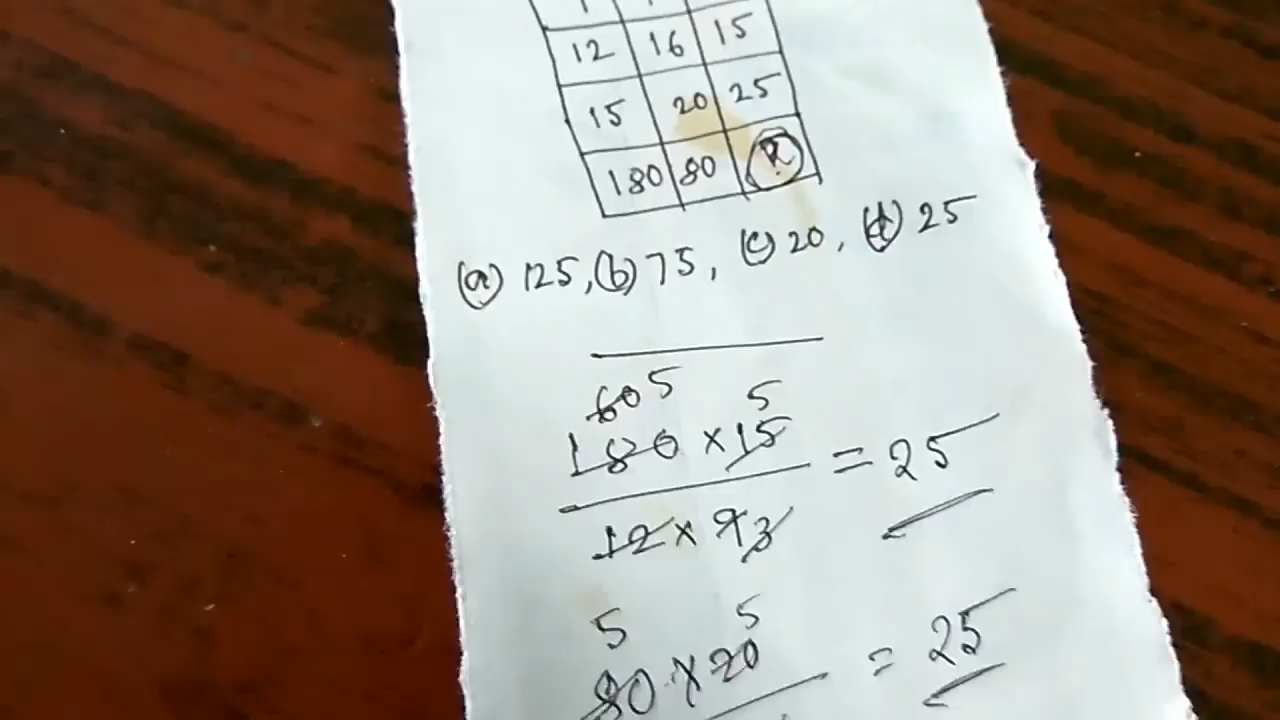 12 16 15
15 20 25
180 80 R
(a) 125, (b) 75, (c) 20, (d) 25
60 5 5
180 × 15 = 25
12 × 9 3
5 5
80 × 20 = 25